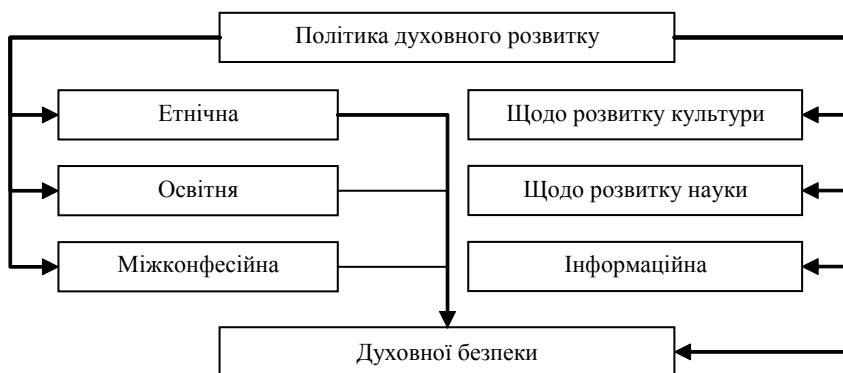 Політика духовного розвитку
Етнічна
Щодо розвитку культури
Освітня
Щодо розвитку науки
Міжконфесійна
Інформаційна
Духовної безпеки